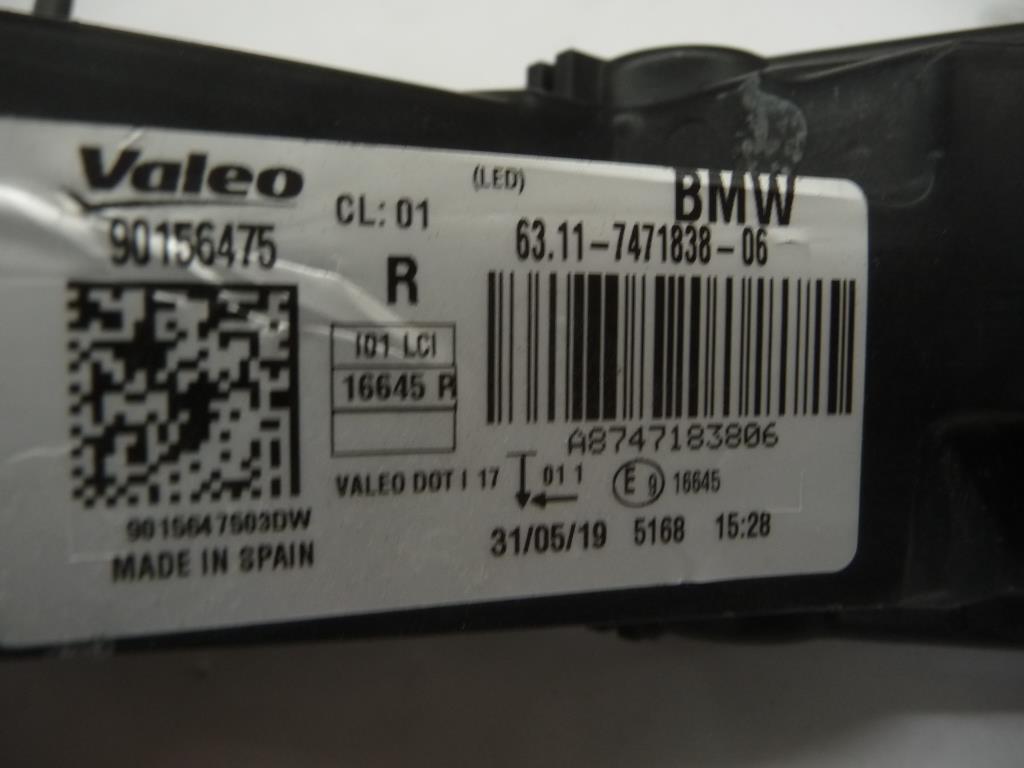 Valeo
90156475
9015647503DW
MADE IN SPAIN
CL: 01
R
I01 LCI
16645 R
VALEO DOT I 17
01 1
(LED)
BMW
63.11-7471838-06
A8747183806
E 9 16645
31/05/19 5168 15:28